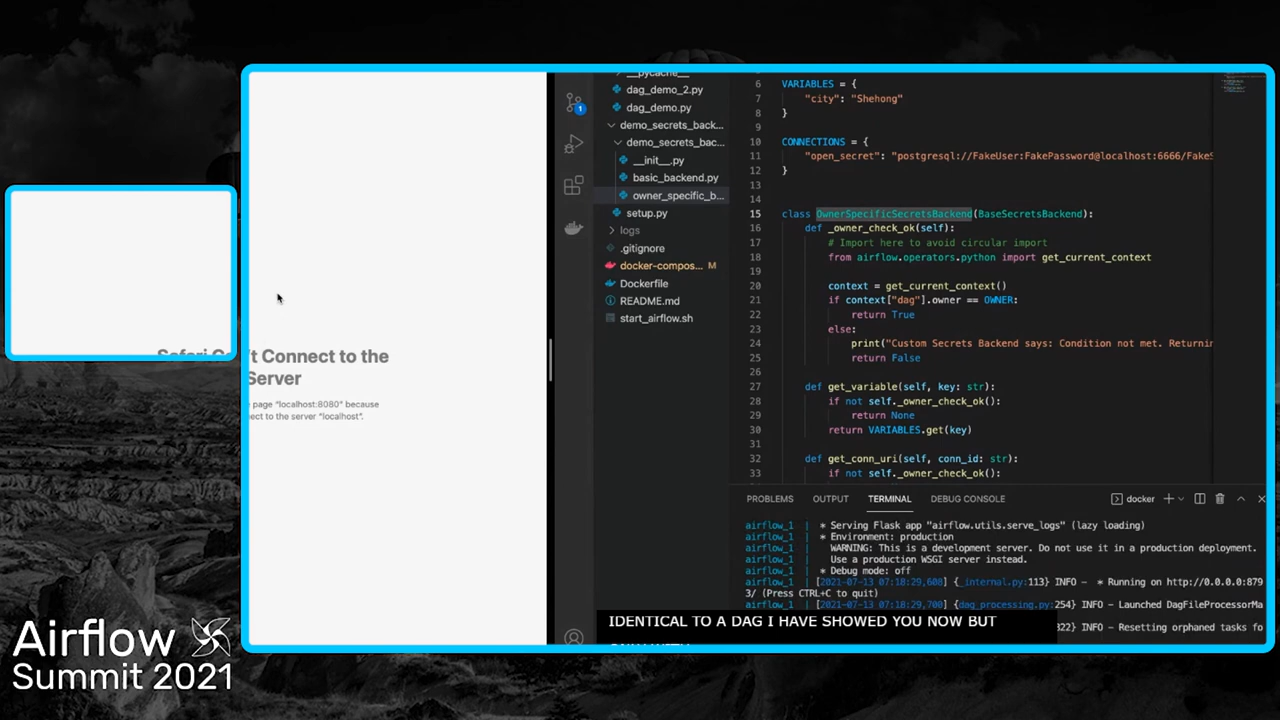 Safari C
't Connect to the
Server
page "localhost:8080" because
ect to the server "localhost".
1
__pycache__
dag_demo_2.py
dag_demo.py
demo_secrets_back...
demo_secrets_bac...
__init__.py
basic_backend.py
owner_specific_b...
setup.py
logs
.gitignore
docker-compos... M
Dockerfile
README.md
start_airflow.sh
6 VARIABLES = {
7 "city": "Shehong"
8 }
9
10 CONNECTIONS = {
11 "open_secret": "postgresql://FakeUser:FakePassword@localhost:6666/FakeS
12 }
13
14
15 class OwnerSpecificSecretsBackend(BaseSecretsBackend):
16 def _owner_check_ok(self):
17 # Import here to avoid circular import
18 from airflow.operators.python import get_current_context
19
20 context = get_current_context()
21 if context["dag"].owner == OWNER:
22 return True
23 else:
24 print("Custom Secrets Backend says: Condition not met. Returnin
25 return False
26
27 def get_variable(self, key: str):
28 if not self._owner_check_ok():
29 return None
30 return VARIABLES.get(key)
31
32 def get_conn_uri(self, conn_id: str):
33 if not self._owner_check_ok():
PROBLEMS OUTPUT TERMINAL DEBUG CONSOLE docker
airflow_1 | * Serving Flask app "airflow.utils.serve_logs" (lazy loading)
airflow_1 | * Environment: production
airflow_1 | WARNING: This is a development server. Do not use it in a production deployment.
airflow_1 | Use a production WSGI server instead.
airflow_1 | * Debug mode: off
airflow_1 | [2021-07-13 07:18:29,608] {_internal.py:113} INFO - * Running on http://0.0.0.0:879
3/ (Press CTRL+C to quit)
airflow_1 | [2021-07-13 07:18:29,700] {dag_processing.py:254} INFO - Launched DagFileProcessorMa
22} INFO - Resetting orphaned tasks fo
IDENTICAL TO A DAG I HAVE SHOWED YOU NOW BUT
Airflow
Summit 2021